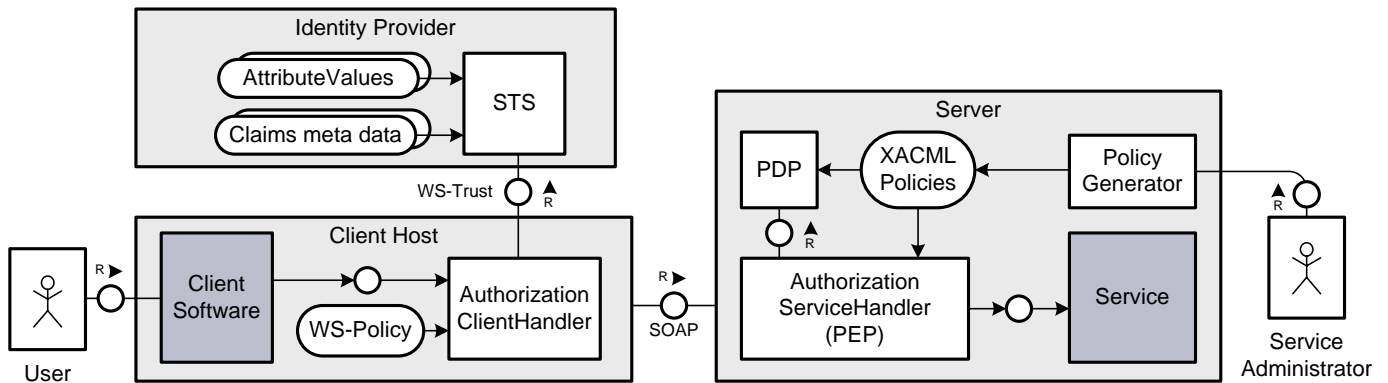 Identity Provider
AttributeValues
Claims meta data
STS
WS-Trust
R
Client Host
R
Client
Software
WS-Policy
Authorization
ClientHandler
User
R
SOAP
Server
PDP
XACML
Policies
Policy
Generator
R
Authorization
ServiceHandler
(PEP)
Service
R
Service
Administrator